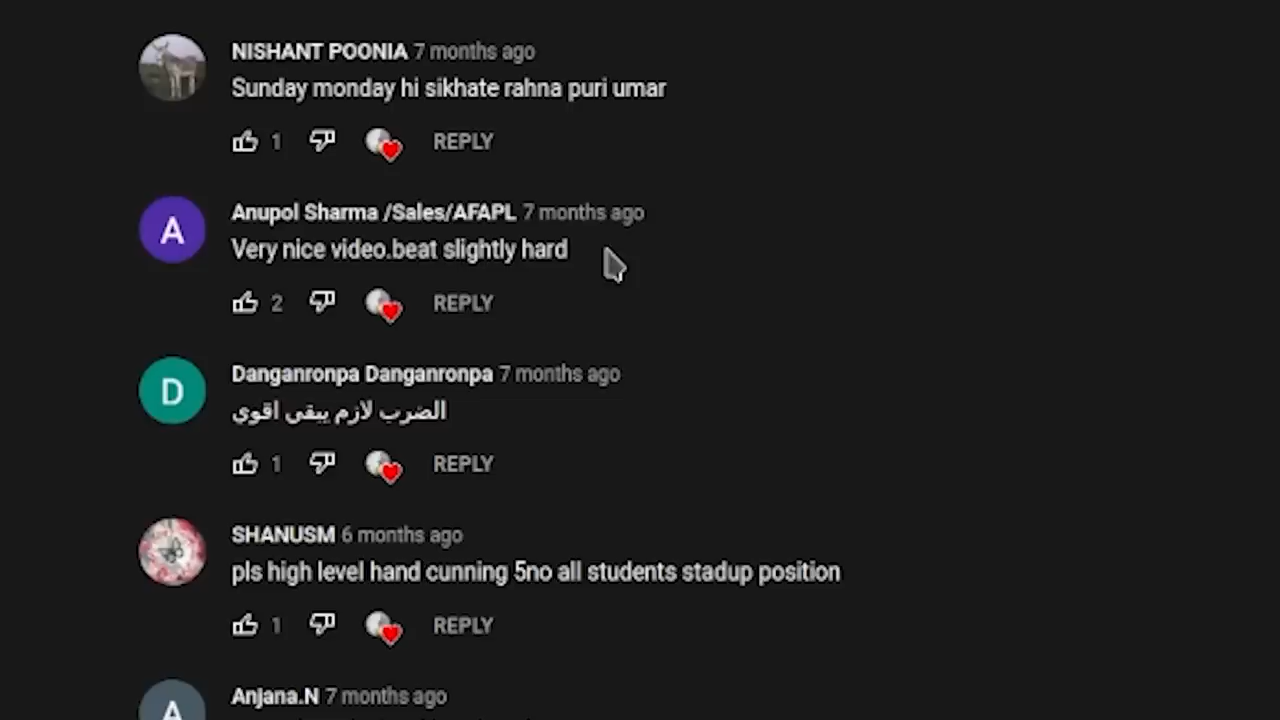 NISHANT POONIA 7 months ago
Sunday monday hi sikhate rahna puri umar
1 REPLY
A
Anupol Sharma /Sales/AFAPL 7 months ago
Very nice video.beat slightly hard
2 REPLY
D
Danganronpa Danganronpa 7 months ago
الضرب لازم يبقى اقوي
1 REPLY
SHANUSM 6 months ago
pls high level hand cunning 5no all students stadup position
1 REPLY
A
Anjana.N 7 months ago